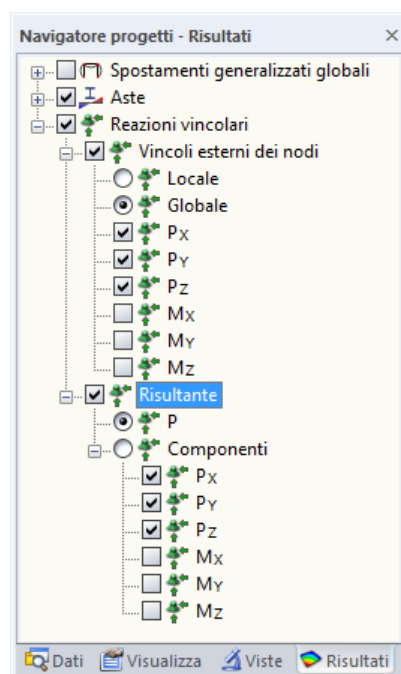 Navigatore progetti - Risultati
Spostamenti generalizzati globali
Aste
Reazioni vincolari
Vincoli esterni dei nodi
Locale
Globale
PX
PY
PZ
MX
MY
MZ
Risultante
P
Componenti
PX
PY
PZ
MX
MY
MZ
Dati Visualizza Viste Risultati